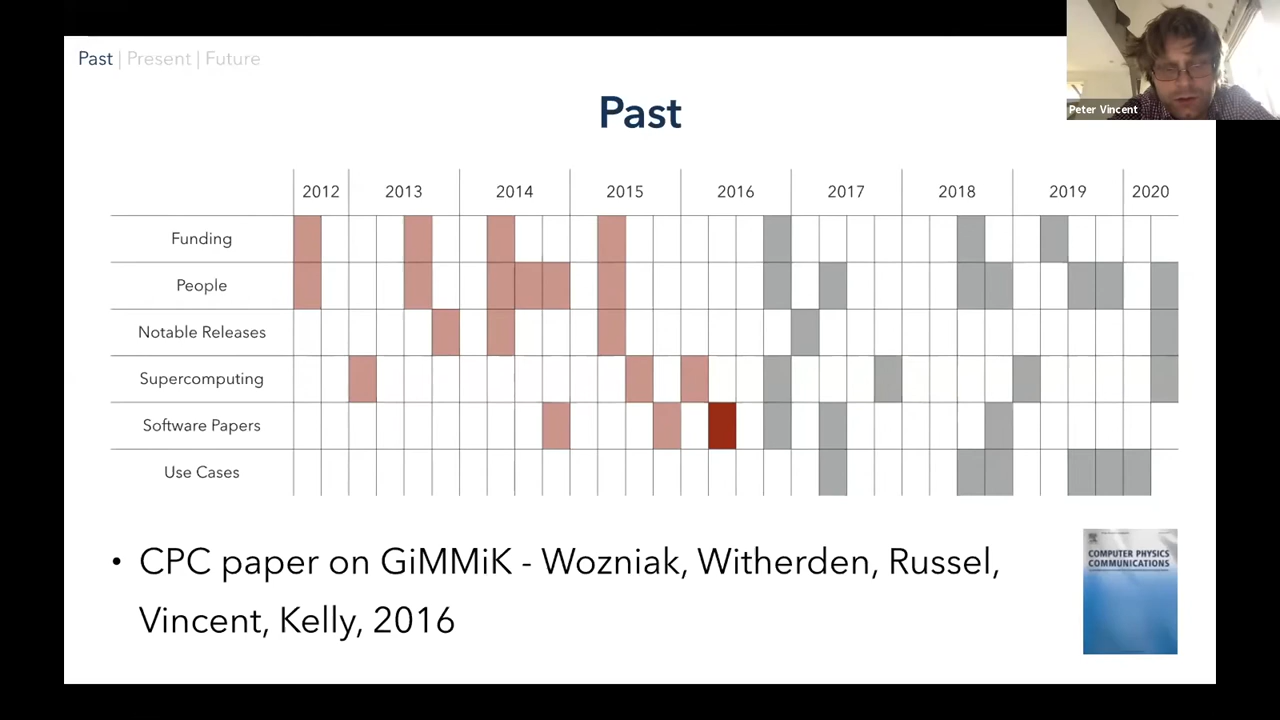 Past | Present | Future
Peter Vincent
Past
2012 2013 2014 2015 2016 2017 2018 2019 2020
Funding
People
Notable Releases
Supercomputing
Software Papers
Use Cases
• CPC paper on GiMMiK - Wozniak, Witherden, Russel,
Vincent, Kelly, 2016
COMPUTER PHYSICS
COMMUNICATIONS